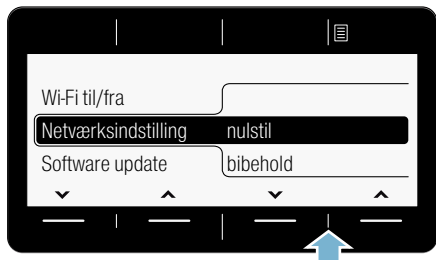 Wi-Fi til/fra
Netværksindstilling nulstil
Software update bibehold